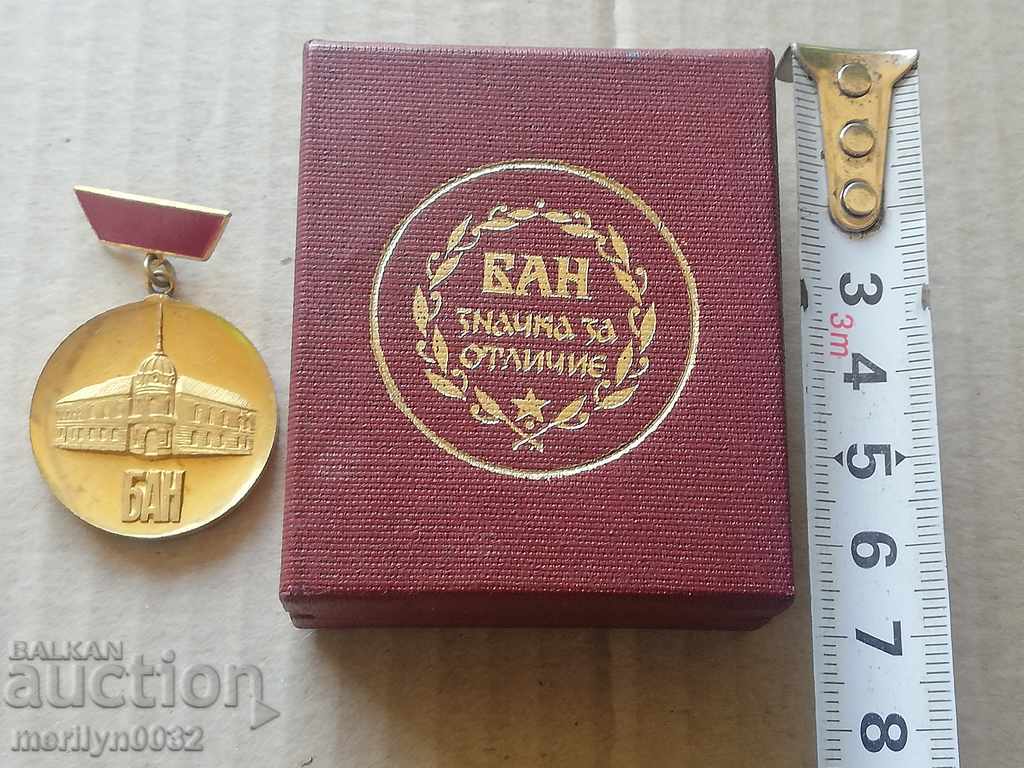 БАН
БАН
значка за
отличие
3
3m
4
5
6
7
8
BALKAN
auction
merilyn0032